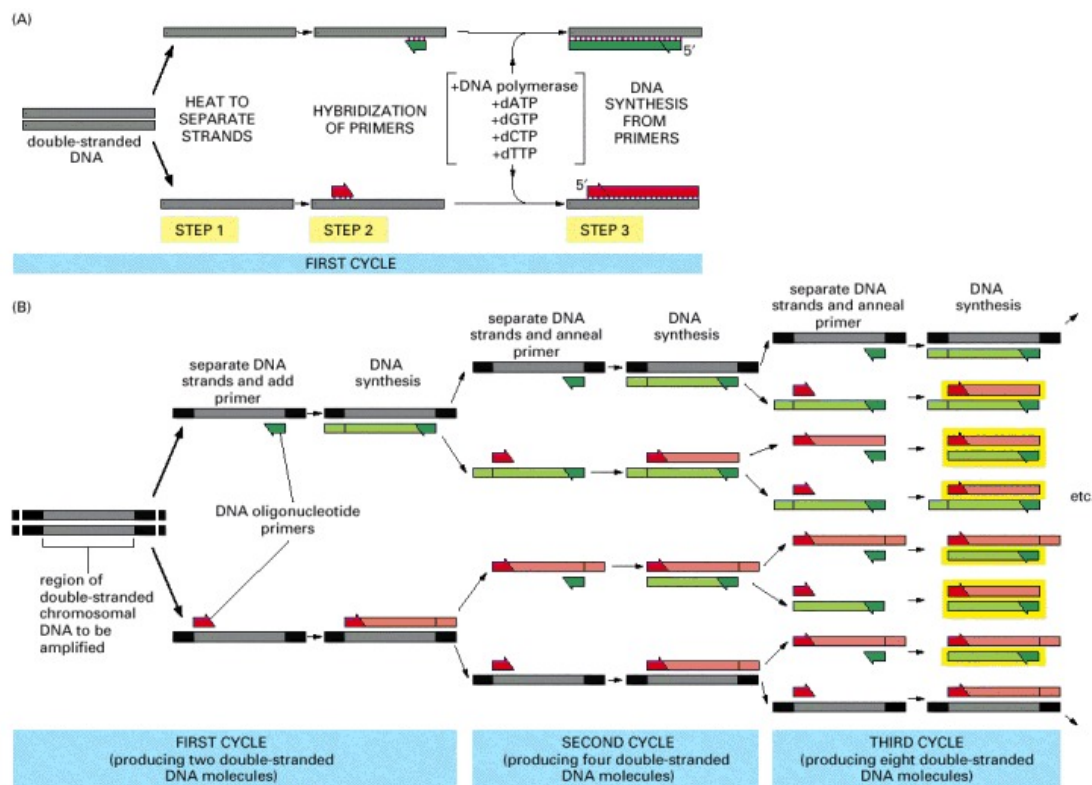 (A)
double-stranded
DNA
HEAT TO
SEPARATE
STRANDS
HYBRIDIZATION
OF PRIMERS
+DNA polymerase
+dATP
+dGTP
+dCTP
+dTTP
DNA
SYNTHESIS
FROM
PRIMERS
5′
5′
STEP 1
STEP 2
STEP 3
FIRST CYCLE
(B)
region of
double-stranded
chromosomal
DNA to be
amplified
separate DNA
strands and add
primer
DNA
synthesis
DNA oligonucleotide
primers
separate DNA
strands and anneal
primer
DNA
synthesis
separate DNA
strands and anneal
primer
DNA
synthesis
etc
FIRST CYCLE
(producing two double-stranded
DNA molecules)
SECOND CYCLE
(producing four double-stranded
DNA molecules)
THIRD CYCLE
(producing eight double-stranded
DNA molecules)